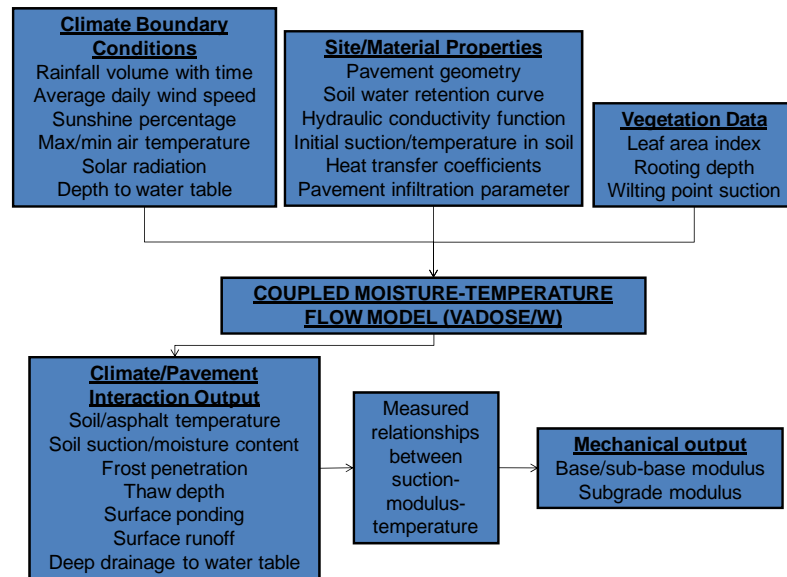 Climate Boundary
Conditions
Rainfall volume with time
Average daily wind speed
Sunshine percentage
Max/min air temperature
Solar radiation
Depth to water table
Site/Material Properties
Pavement geometry
Soil water retention curve
Hydraulic conductivity function
Initial suction/temperature in soil
Heat transfer coefficients
Pavement infiltration parameter
Vegetation Data
Leaf area index
Rooting depth
Wilting point suction
COUPLED MOISTURE-TEMPERATURE
FLOW MODEL (VADOSE/W)
Climate/Pavement
Interaction Output
Soil/asphalt temperature
Soil suction/moisture content
Frost penetration
Thaw depth
Surface ponding
Surface runoff
Deep drainage to water table
Measured
relationships
between
suction-
modulus-
temperature
Mechanical output
Base/sub-base modulus
Subgrade modulus